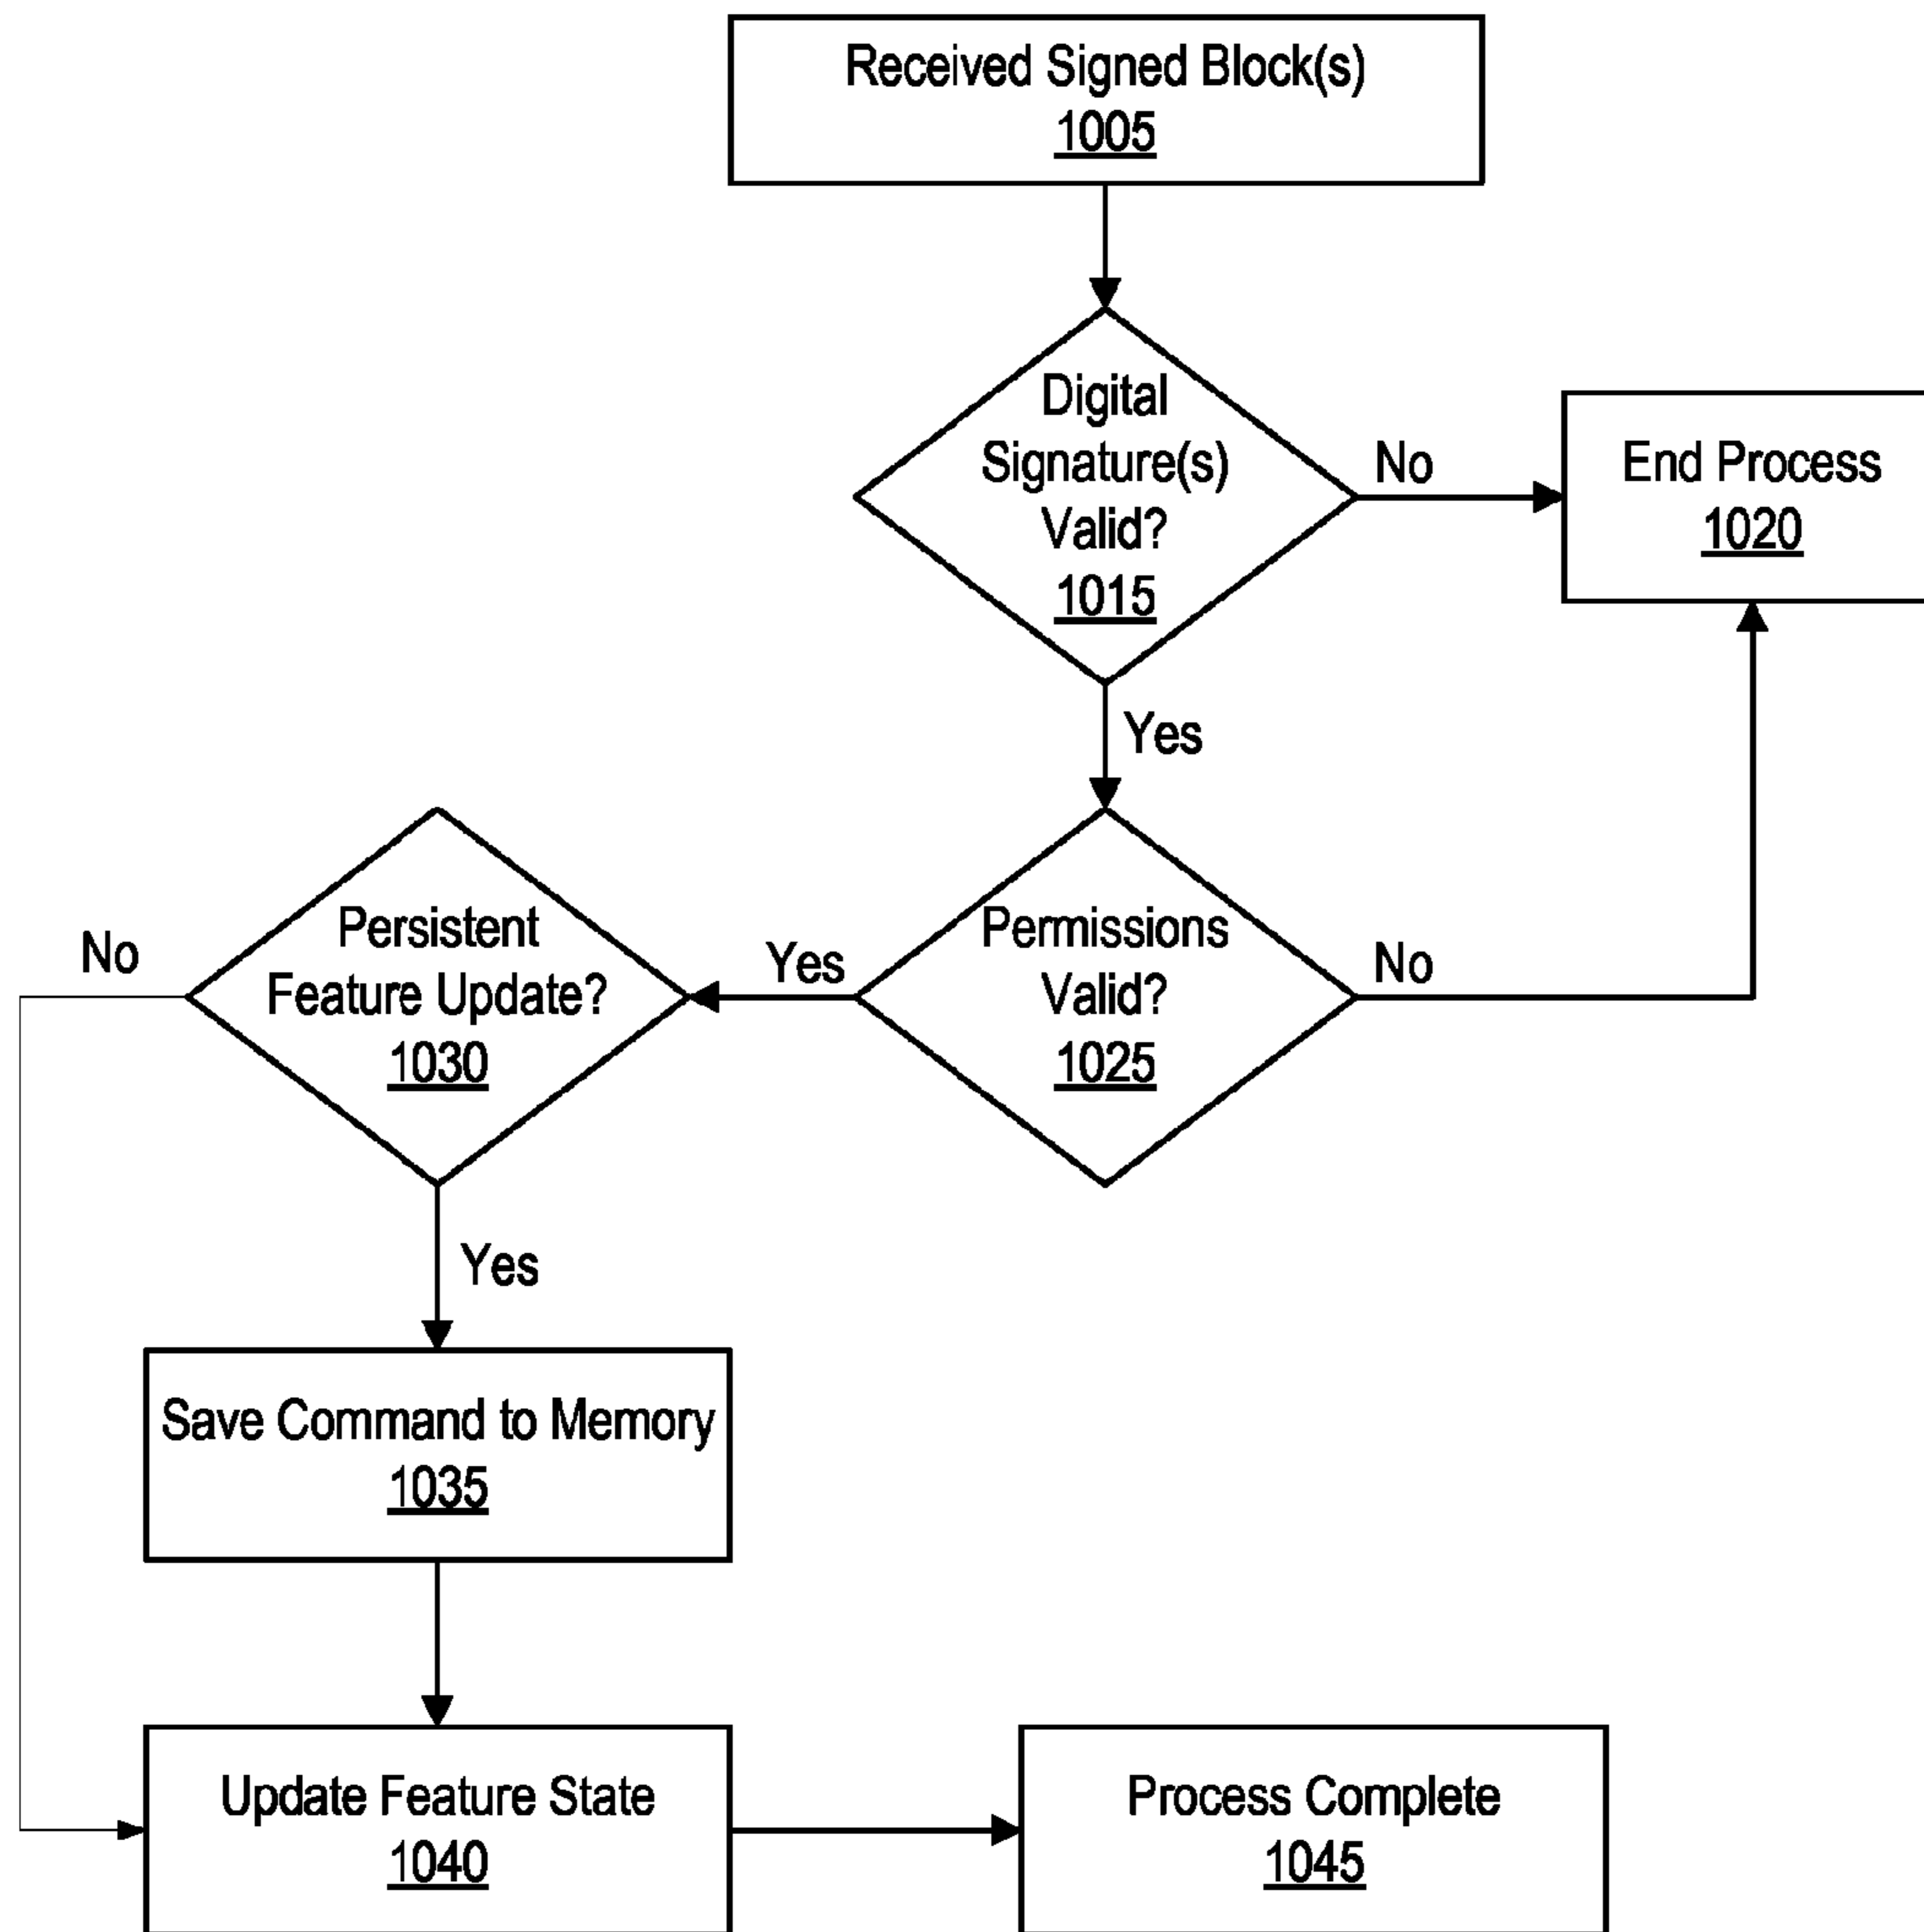 Received Signed Block(s)
1005
Digital
Signature(s)
Valid?
1015
No
End Process
1020
Yes
Persistent
Feature Update?
1030
No
Yes
Permissions
Valid?
1025
No
Yes
Save Command to Memory
1035
Update Feature State
1040
Process Complete
1045